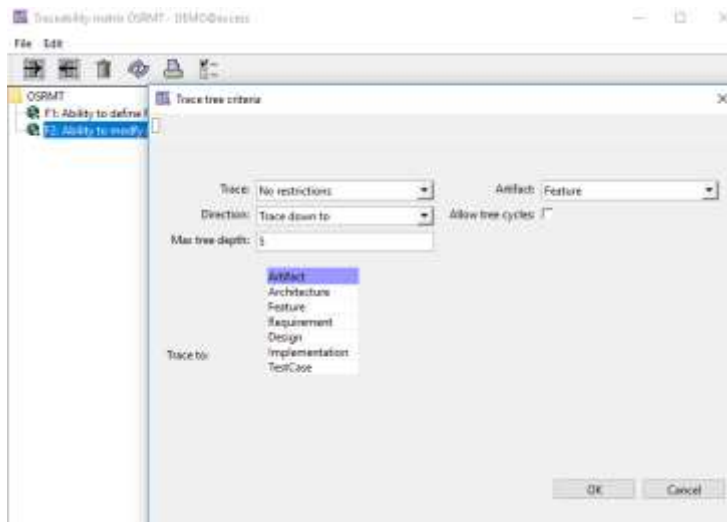 Traceability matrix OSRMT - DEMO@access
File Edit
OSRMT
F1: Ability to define
F2: Ability to modify
Trace tree criteria
Trace: No restrictions
Artifact: Feature
Direction: Trace down to
Allow tree cycles:
Max tree depth: 5
Trace to:
Artifact
Architecture
Feature
Requirement
Design
Implementation
TestCase
OK
Cancel